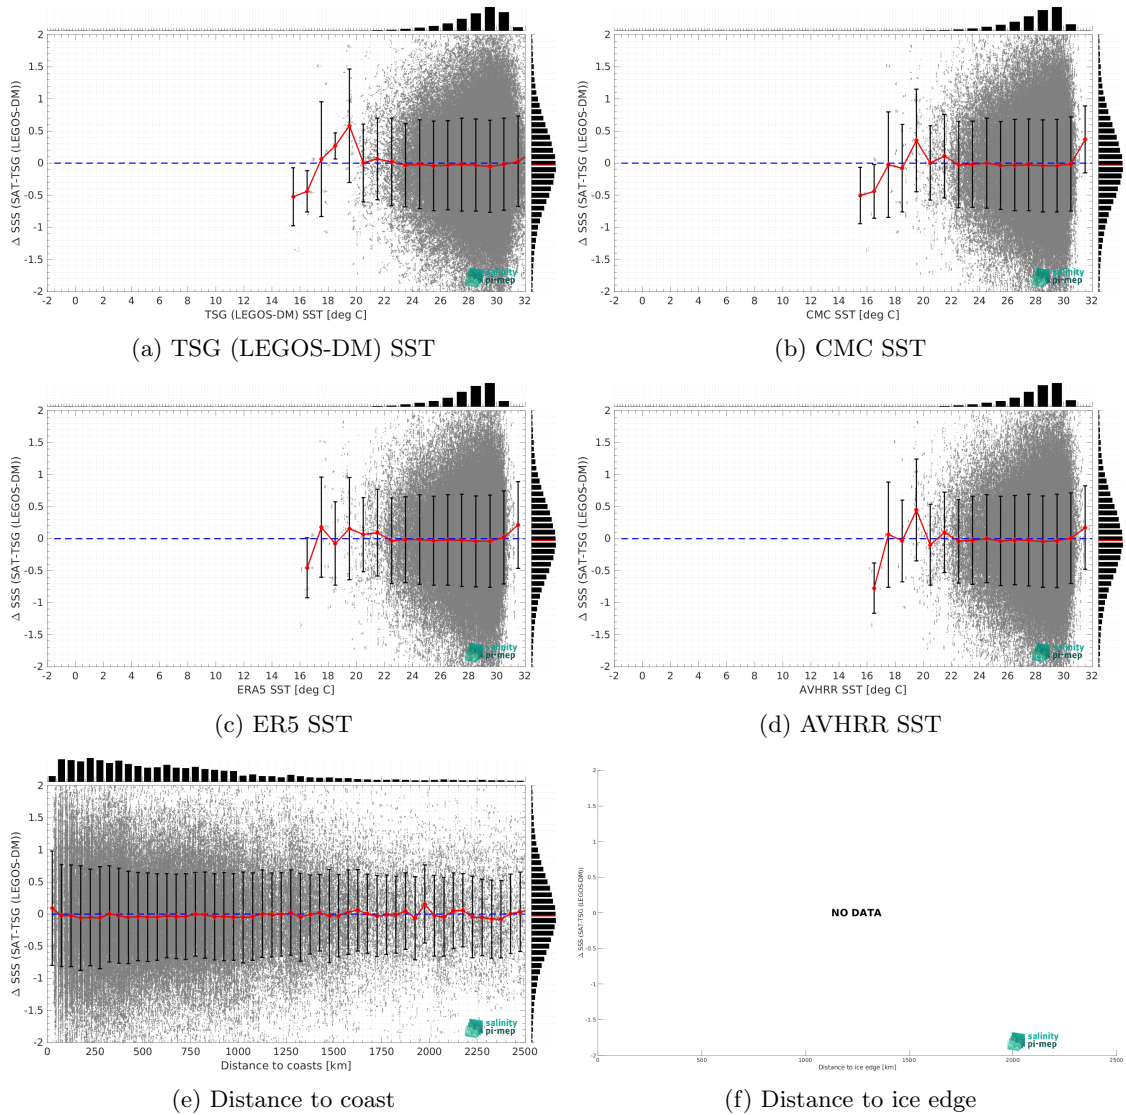 2
1.5
1
0.5
0
-0.5
-1
-1.5
-2
Δ SSS (SAT-TSG (LEGOS-DM))
salinity
pi-mep
-2 0 2 4 6 8 10 12 14 16 18 20 22 24 26 28 30 32
TSG (LEGOS-DM) SST [deg C]
(a) TSG (LEGOS-DM) SST
2
1.5
1
0.5
0
-0.5
-1
-1.5
-2
Δ SSS (SAT-TSG (LEGOS-DM))
salinity
pi-mep
-2 0 2 4 6 8 10 12 14 16 18 20 22 24 26 28 30 32
CMC SST [deg C]
(b) CMC SST
2
1.5
1
0.5
0
-0.5
-1
-1.5
-2
Δ SSS (SAT-TSG (LEGOS-DM))
salinity
pi-mep
-2 0 2 4 6 8 10 12 14 16 18 20 22 24 26 28 30 32
ERA5 SST [deg C]
(c) ER5 SST
2
1.5
1
0.5
0
-0.5
-1
-1.5
-2
Δ SSS (SAT-TSG (LEGOS-DM))
salinity
pi-mep
-2 0 2 4 6 8 10 12 14 16 18 20 22 24 26 28 30 32
AVHRR SST [deg C]
(d) AVHRR SST
2
1.5
1
0.5
0
-0.5
-1
-1.5
-2
Δ SSS (SAT-TSG (LEGOS-DM))
salinity
pi-mep
0 250 500 750 1000 1250 1500 1750 2000 2250 2500
Distance to coasts [km]
(e) Distance to coast
2
1.5
1
0.5
0
-0.5
-1
-1.5
-2
Δ SSS (SAT-TSG (LEGOS-DM))
NO DATA
salinity
pi-mep
0 500 1000 1500 2000 2500
Distance to ice edge [km]
(f) Distance to ice edge